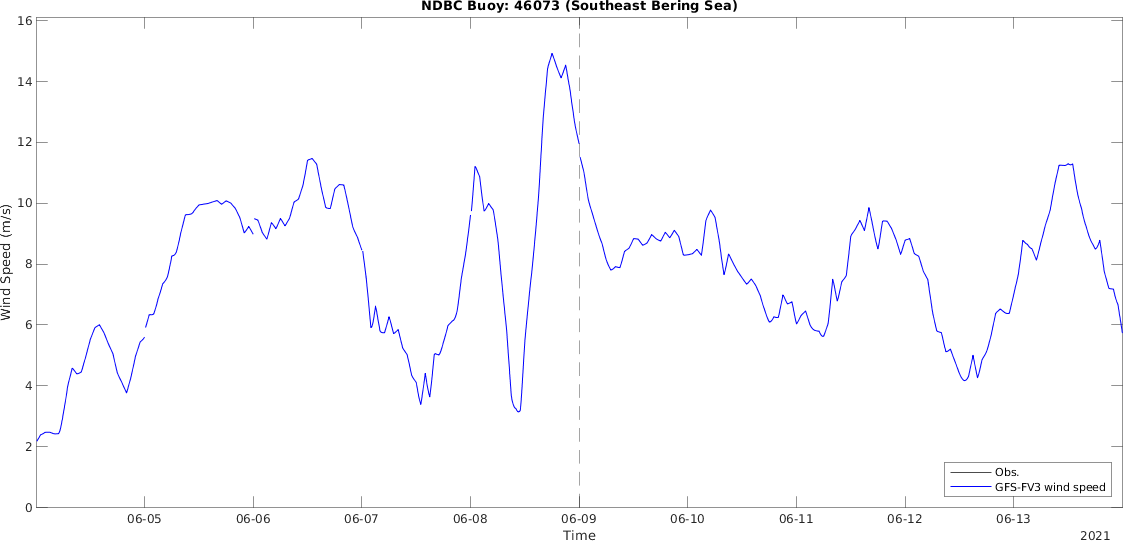 NDBC Buoy: 46073 (Southeast Bering Sea)
Wind Speed (m/s)
16
14
12
10
8
6
4
2
0
Obs.
GFS-FV3 wind speed
06-05 06-06 06-07 06-08 06-09 06-10 06-11 06-12 06-13
Time
2021